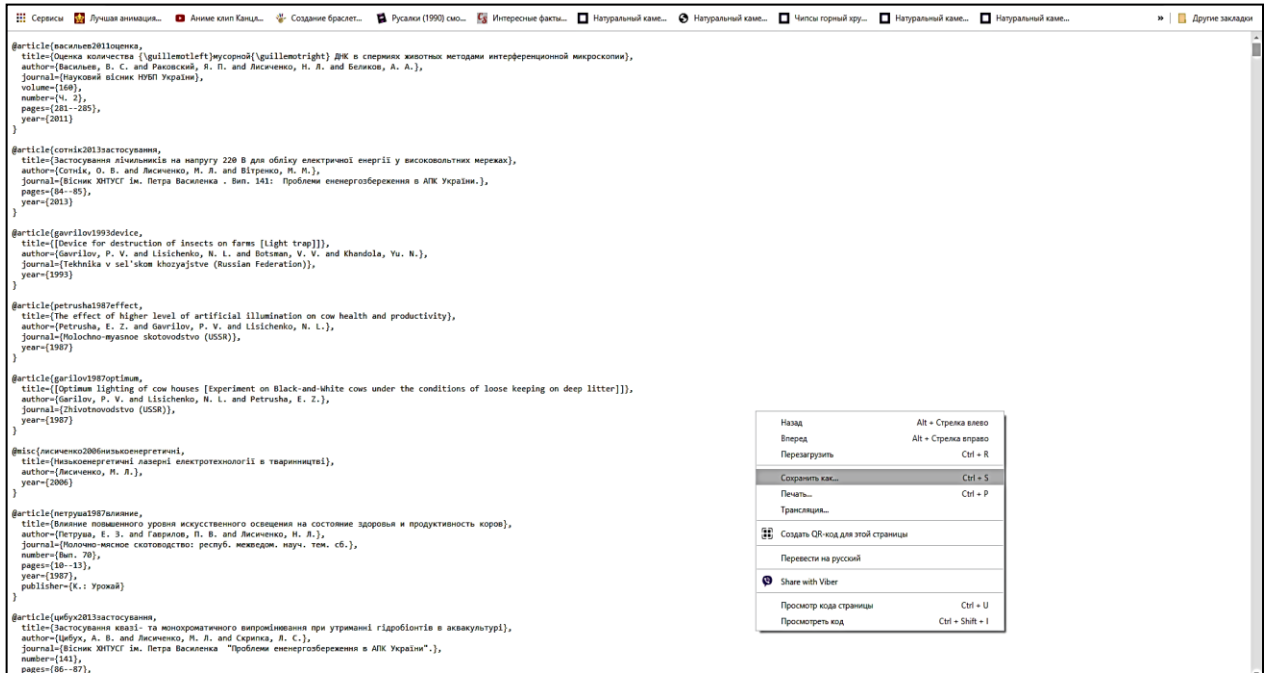 Сервисы Лучшая анимация... Аниме клип Канцл... Создание браслет... Русалки (1990) смо... Интересные факты... Натуральный каме... Натуральный каме... Чипсы горный хру... Натуральный каме... Натуральный каме... » Другие закладки
@article{васильев2011оценка,
title={Оценка количества {\guillemotleft}мусорной{\guillemotright} ДНК в спермиях животных методами интерференционной микроскопии},
author={Васильев, В. С. and Раковский, Я. П. and Лисиченко, Н. Л. and Беликов, А. А.},
journal={Науковий вісник НУБП України},
volume={160},
number={Ч. 2},
pages={281--285},
year={2011}
}
@article{сотнік2013застосування,
title={Застосування лічильників на напругу 220 В для обліку електричної енергії у високовольтних мережах},
author={Сотнік, О. В. and Лисиченко, М. Л. and Вітренко, М. М.},
journal={Вісник ХНТУСГ ім. Петра Василенка . Вип. 141: Проблеми ененергозбереження в АПК України.},
pages={84--85},
year={2013}
}
@article{gavrilov1993device,
title={[Device for destruction of insects on farms [Light trap]]},
author={Gavrilov, P. V. and Lisichenko, N. L. and Botsman, V. V. and Khandola, Yu. N.},
journal={Tekhnika v sel'skom khozyajstve (Russian Federation)},
year={1993}
}
@article{petrusha1987effect,
title={The effect of higher level of artificial illumination on cow health and productivity},
author={Petrusha, E. Z. and Gavrilov, P. V. and Lisichenko, N. L.},
journal={Molochno-myasnoe skotovodstvo (USSR)},
year={1987}
}
@article{garilov1987optimum,
title={[Optimum lighting of cow houses [Experiment on Black-and-White cows under the conditions of loose keeping on deep litter]]},
author={Garilov, P. V. and Lisichenko, N. L. and Petrusha, E. Z.},
journal={Zhivotnovodstvo (USSR)},
year={1987}
}
@misc{лисиченко2006низькоенергетичні,
title={Низькоенергетичні лазерні електротехнології в тваринництві},
author={Лисиченко, М. Л.},
year={2006}
}
@article{петруша1987влияние,
title={Влияние повышенного уровня искусственного освещения на состояние здоровья и продуктивность коров},
author={Петруша, Е. З. and Гаврилов, П. В. and Лисиченко, Н. Л.},
journal={Молочно-мясное скотоводство: респуб. межведом. науч. тем. сб.},
number={Вып. 70},
pages={10--13},
year={1987},
publisher={К.: Урожай}
}
@article{цибух2013застосування,
title={Застосування квазі- та монохроматичного випромінювання при утриманні гідробіонтів в аквакультурі},
author={Цибух, А. В. and Лисиченко, М. Л. and Скрипка, Л. С.},
journal={Вісник ХНТУСГ ім. Петра Василенка "Проблеми ененергозбереження в АПК України".},
number={141},
pages={86--87},
Назад Alt + Стрелка влево
Вперед Alt + Стрелка вправо
Перезагрузить Ctrl + R
Сохранить как... Ctrl + S
Печать... Ctrl + P
Трансляция...
Создать QR-код для этой страницы
Перевести на русский
Share with Viber
Просмотр кода страницы Ctrl + U
Просмотреть код Ctrl + Shift + I